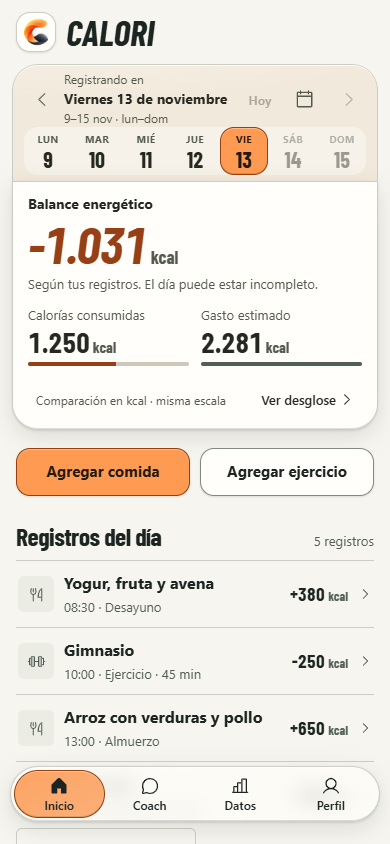 CALORI
Registrando en
Viernes 13 de noviembre
Hoy
9–15 nov · lun–dom
LUN MAR MIÉ JUE VIE SÁB DOM
9 10 11 12 13 14 15
Balance energético
-1.031 kcal
Según tus registros. El día puede estar incompleto.
Calorías consumidas Gasto estimado
1.250 kcal 2.281 kcal
Comparación en kcal · misma escala Ver desglose
Agregar comida Agregar ejercicio
Registros del día 5 registros
Yogur, fruta y avena
+380 kcal
08:30 · Desayuno
Gimnasio
-250 kcal
10:00 · Ejercicio · 45 min
Arroz con verduras y pollo
+650 kcal
13:00 · Almuerzo
Inicio Coach Datos Perfil